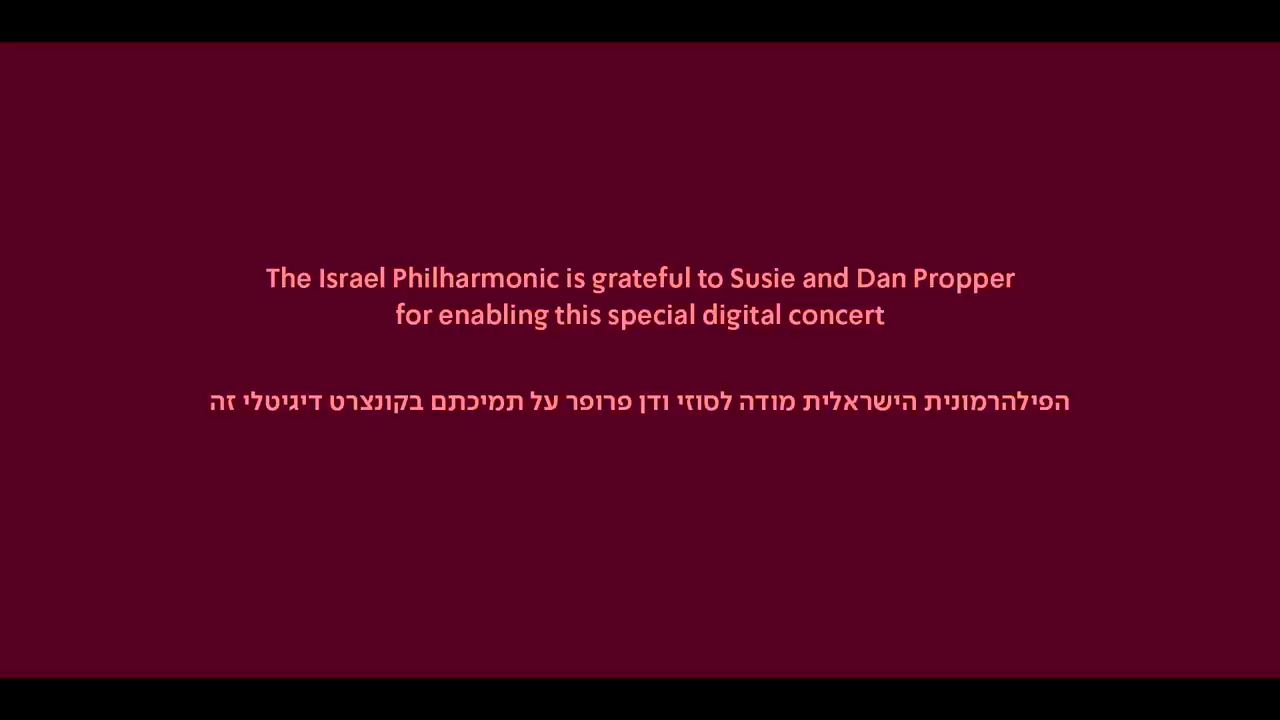 The Israel Philharmonic is grateful to Susie and Dan Propper
for enabling this special digital concert
הפילהרמונית הישראלית מודה לסוזי ודן פרופר על תמיכתם בקונצרט דיגיטלי זה